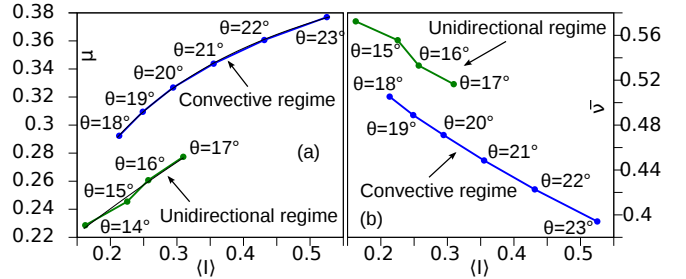 0.38
0.36
0.34
0.32
0.3
0.28
0.26
0.24
0.22
μ
θ=22°
θ=21°
θ=23°
θ=20°
θ=19°
Convective regime
θ=18°
θ=17°
(a)
θ=16°
θ=15°
Unidirectional regime
θ=14°
0.2 0.3 0.4 0.5
⟨I⟩
Unidirectional regime
θ=15°
θ=16°
θ=18°
θ=17°
θ=19°
θ=20°
θ=21°
Convective regime
θ=22°
(b)
θ=23°
0.56
0.52
0.48
0.44
0.4
ν̅
0.2 0.3 0.4 0.5
⟨I⟩